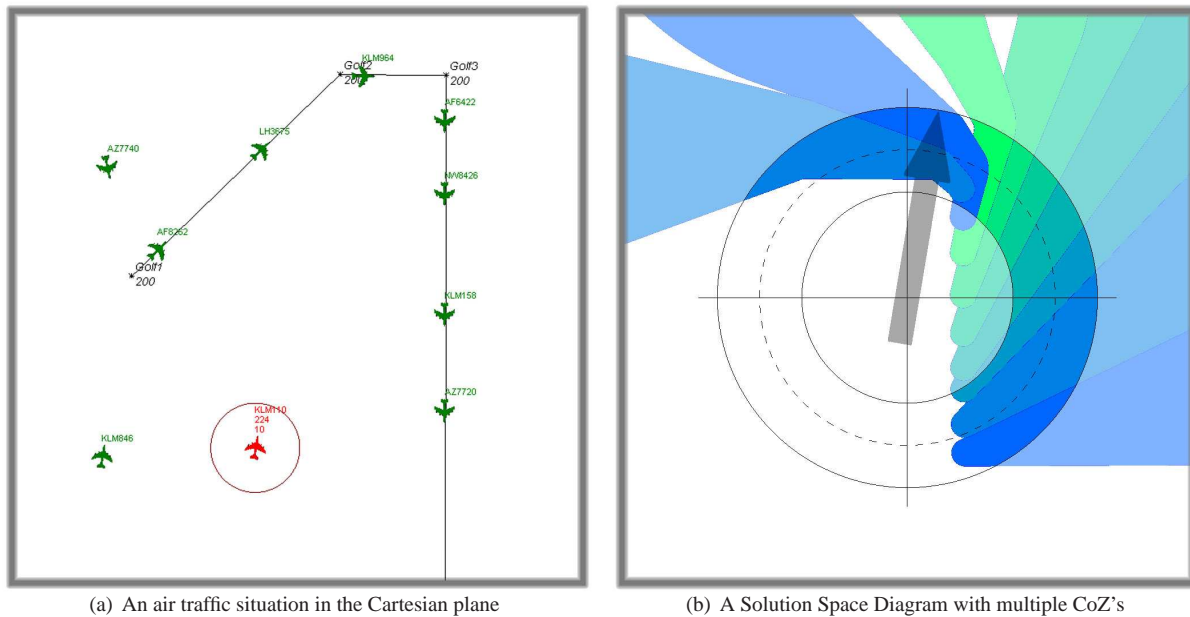 KLM964
Golf2
200
Golf3
200
AF6422
LH3675
AZ7740
NW8426
AF8262
Golf1
200
KLM158
AZ7720
KLM110
224
10
KLM846
(a) An air traffic situation in the Cartesian plane
(b) A Solution Space Diagram with multiple CoZ's